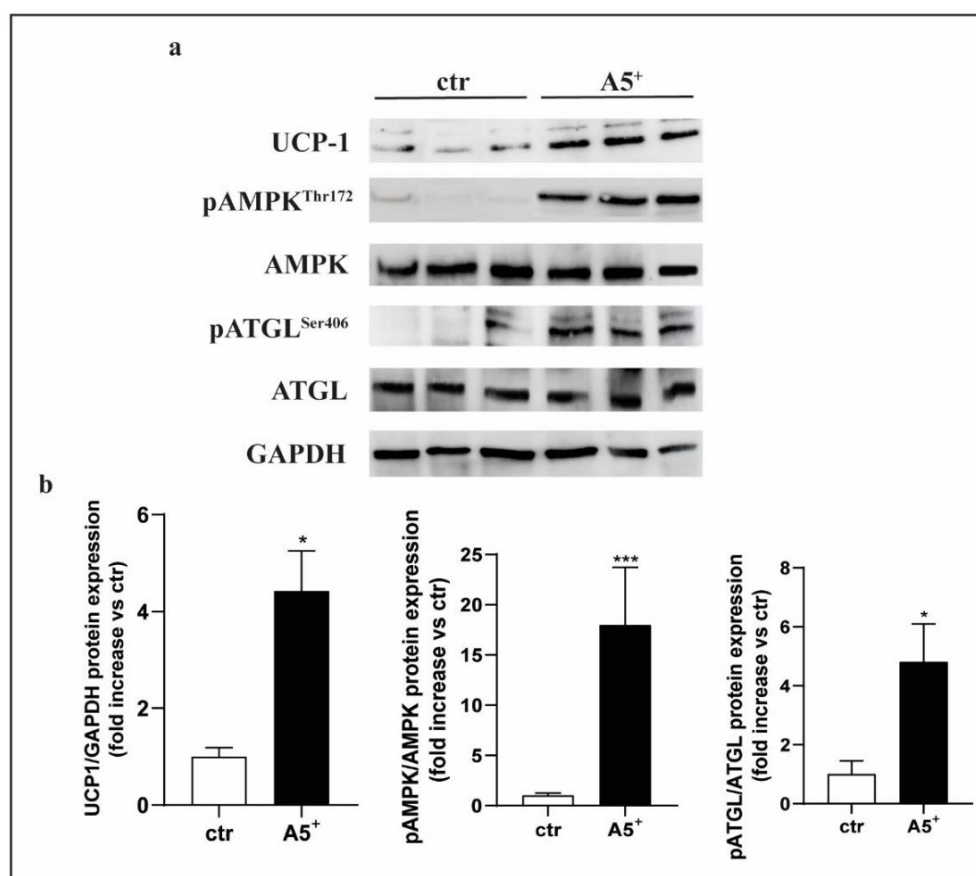 a
ctr A5⁺
UCP-1
pAMPKᵀʰʳ¹⁷²
AMPK
pATGLˢᵉʳ⁴⁰⁶
ATGL
GAPDH
b
UCP1/GAPDH protein expression
(fold increase vs ctr)
6
4
2
0
*
ctr A5⁺
pAMPK/AMPK protein expression
(fold increase vs ctr)
25
20
15
10
5
0
***
ctr A5⁺
pATGL/ATGL protein expression
(fold increase vs ctr)
8
6
4
2
0
*
ctr A5⁺